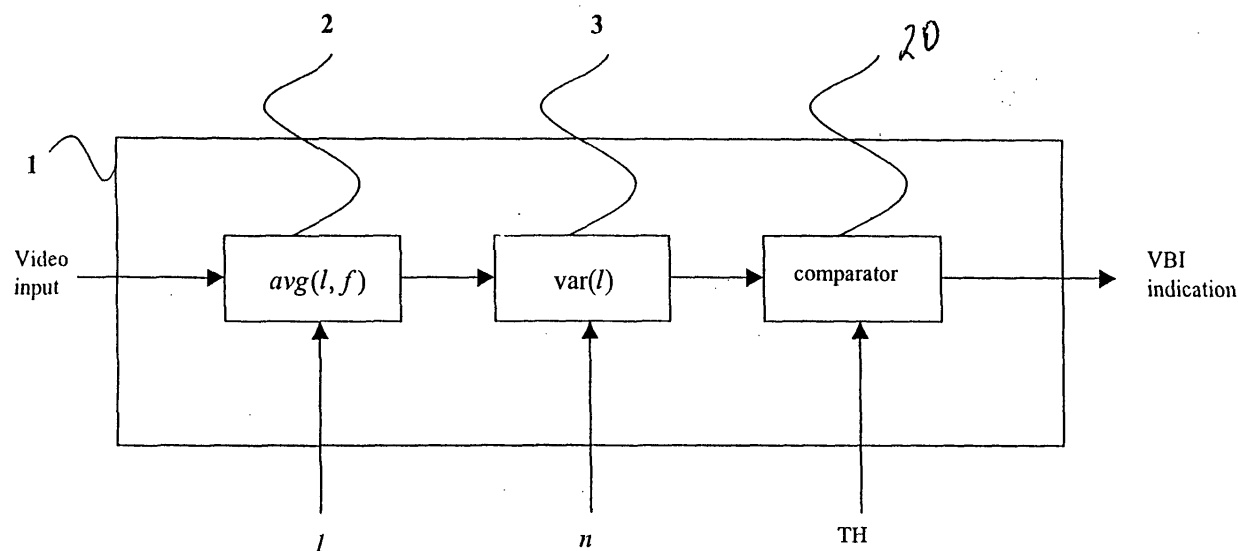 2
3
20
1
Video
input
avg(l, f)
var(l)
comparator
VBI
indication
l
n
TH